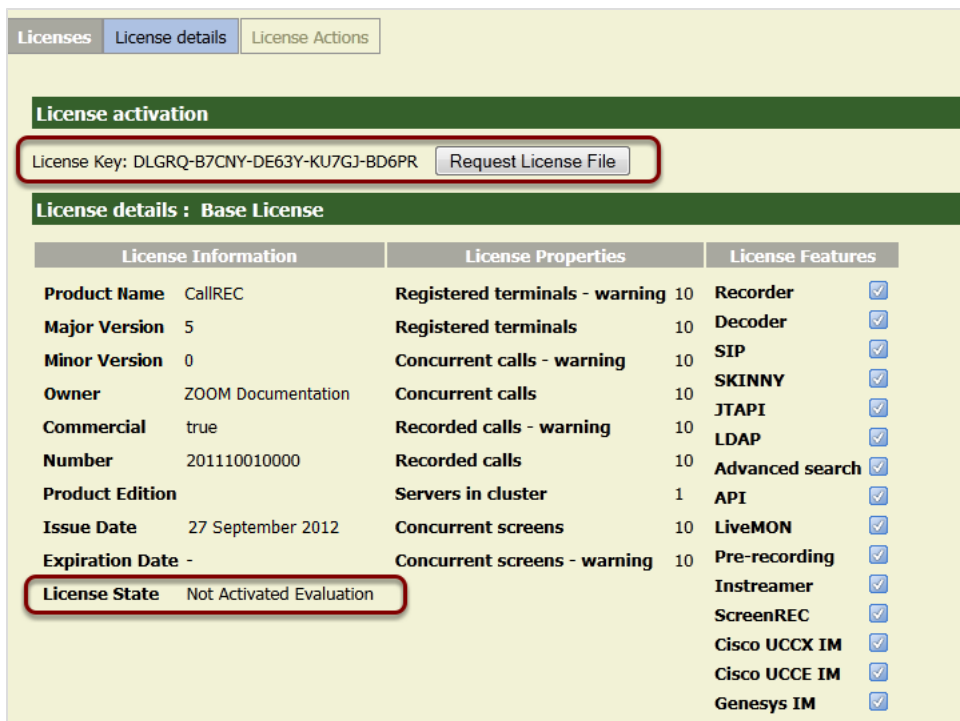 Licenses License details License Actions
License activation
License Key: DLGRQ-B7CNY-DE63Y-KU7GJ-BD6PR Request License File
License details : Base License
License Information
Product Name CallREC
Major Version 5
Minor Version 0
Owner ZOOM Documentation
Commercial true
Number 201110010000
Product Edition
Issue Date 27 September 2012
Expiration Date -
License State Not Activated Evaluation
License Properties
Registered terminals - warning 10
Registered terminals 10
Concurrent calls - warning 10
Concurrent calls 10
Recorded calls - warning 10
Recorded calls 10
Servers in cluster 1
Concurrent screens 10
Concurrent screens - warning 10
License Features
Recorder
Decoder
SIP
SKINNY
JTAPI
LDAP
Advanced search
API
LiveMON
Pre-recording
Instreamer
ScreenREC
Cisco UCCX IM
Cisco UCCE IM
Genesys IM